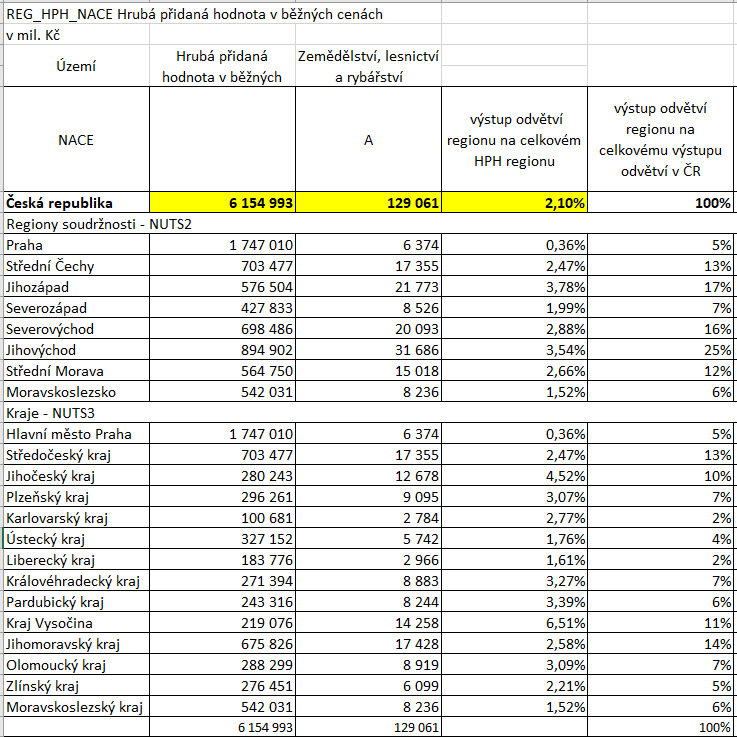 REG_HPH_NACE Hrubá přidaná hodnota v běžných cenách
v mil. Kč
Území
Hrubá přidaná
hodnota v běžných
Zemědělství, lesnictví
a rybářství
NACE
A
výstup odvětví
regionu na celkovém
HPH regionu
výstup odvětví
regionu na
celkovému výstupu
odvětví v ČR
Česká republika 6 154 993 129 061 2,10% 100%
Regiony soudržnosti - NUTS2
Praha 1 747 010 6 374 0,36% 5%
Střední Čechy 703 477 17 355 2,47% 13%
Jihozápad 576 504 21 773 3,78% 17%
Severozápad 427 833 8 526 1,99% 7%
Severovýchod 698 486 20 093 2,88% 16%
Jihovýchod 894 902 31 686 3,54% 25%
Střední Morava 564 750 15 018 2,66% 12%
Moravskoslezsko 542 031 8 236 1,52% 6%
Kraje - NUTS3
Hlavní město Praha 1 747 010 6 374 0,36% 5%
Středočeský kraj 703 477 17 355 2,47% 13%
Jihočeský kraj 280 243 12 678 4,52% 10%
Plzeňský kraj 296 261 9 095 3,07% 7%
Karlovarský kraj 100 681 2 784 2,77% 2%
Ústecký kraj 327 152 5 742 1,76% 4%
Liberecký kraj 183 776 2 966 1,61% 2%
Královéhradecký kraj 271 394 8 883 3,27% 7%
Pardubický kraj 243 316 8 244 3,39% 6%
Kraj Vysočina 219 076 14 258 6,51% 11%
Jihomoravský kraj 675 826 17 428 2,58% 14%
Olomoucký kraj 288 299 8 919 3,09% 7%
Zlínský kraj 276 451 6 099 2,21% 5%
Moravskoslezský kraj 542 031 8 236 1,52% 6%
6 154 993 129 061 100%